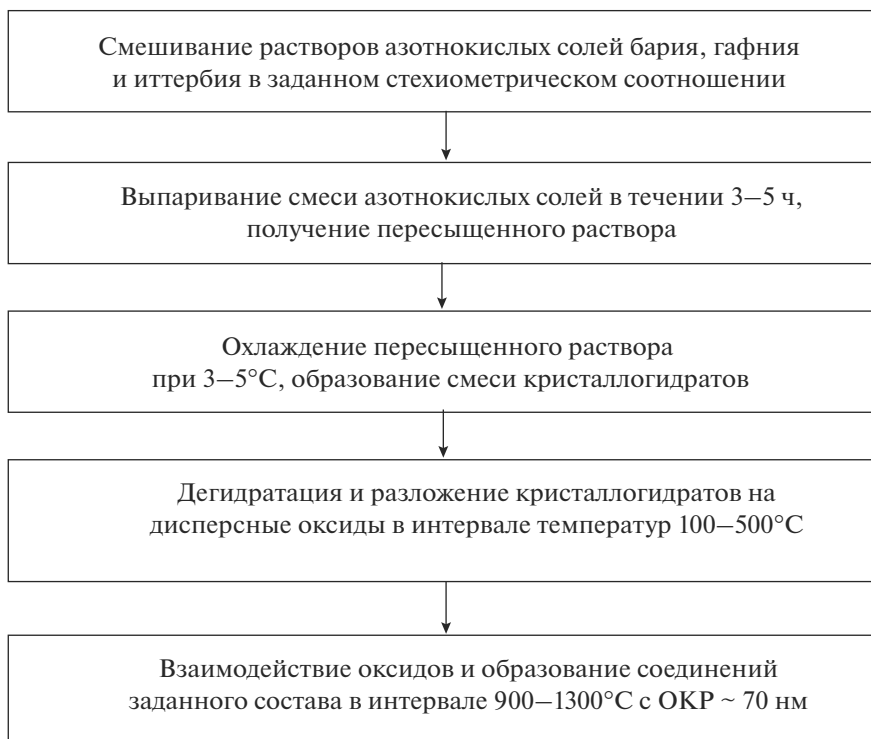 Смешивание растворов азотнокислых солей бария, гафния
и иттербия в заданном стехиометрическом соотношении
Выпаривание смеси азотнокислых солей в течении 3–5 ч,
получение пересыщенного раствора
Охлаждение пересыщенного раствора
при 3–5°C, образование смеси кристаллогидратов
Дегидратация и разложение кристаллогидратов на
дисперсные оксиды в интервале температур 100–500°C
Взаимодействие оксидов и образование соединений
заданного состава в интервале 900–1300°C с ОКР ~ 70 нм